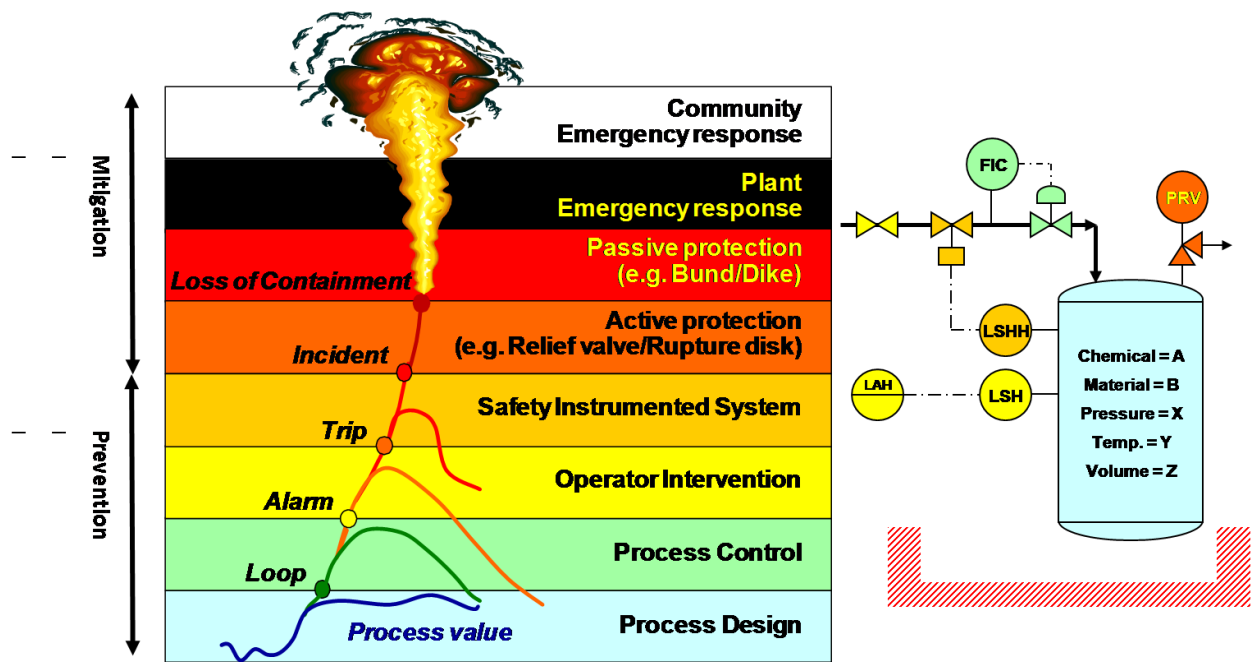 Community
Emergency response
Plant
Emergency response
Passive protection
(e.g. Bund/Dike)
Loss of Containment
Active protection
(e.g. Relief valve/Rupture disk)
Incident
Safety Instrumented System
Trip
Operator Intervention
Alarm
Process Control
Loop
Process Design
Process value
Mitigation
Prevention
FIC
PRV
LSHH
LAH
LSH
Chemical = A
Material = B
Pressure = X
Temp. = Y
Volume = Z